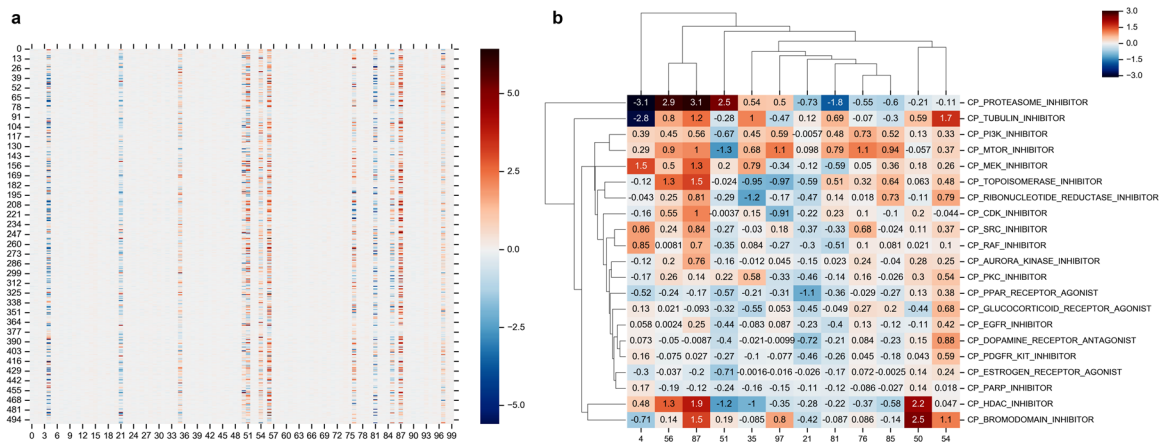 a
b
0
13
26
39
52
65
78
91
104
117
130
143
156
169
182
195
208
221
234
247
260
273
286
299
312
325
338
351
364
377
390
403
416
429
442
455
468
481
494
0 3 6 9 12 15 18 21 24 27 30 33 36 39 42 45 48 51 54 57 60 63 66 69 72 75 78 81 84 87 90 93 96 99
5.0
2.5
0.0
-2.5
-5.0
3.0
1.5
-0.0
-1.5
-3.0
-3.1 2.9 3.1 2.5 0.54 0.5 -0.73 -1.8 -0.55 -0.6 -0.21 -0.11 CP_PROTEASOME_INHIBITOR
-2.8 0.8 1.2 -0.28 1 -0.47 0.12 0.69 -0.07 -0.3 0.59 1.7 CP_TUBULIN_INHIBITOR
0.39 0.45 0.56 -0.67 0.45 0.59 -0.0057 0.48 0.73 0.52 0.13 0.33 CP_PI3K_INHIBITOR
0.29 0.9 1 -1.3 0.68 1.1 0.098 0.79 1.1 0.94 -0.057 0.37 CP_MTOR_INHIBITOR
1.5 0.5 1.3 0.2 0.79 -0.34 -0.12 -0.59 0.05 0.36 0.18 0.26 CP_MEK_INHIBITOR
-0.12 1.3 1.5 -0.024 -0.95 -0.97 -0.59 0.51 0.32 0.64 0.063 0.48 CP_TOPOISOMERASE_INHIBITOR
-0.043 0.25 0.81 -0.29 -1.2 -0.17 -0.47 0.14 0.018 0.73 -0.11 0.79 CP_RIBONUCLEOTIDE_REDUCTASE_INHIBITOR
-0.16 0.55 1 -0.0037 0.15 -0.91 -0.22 0.23 0.1 -0.1 0.2 -0.044 CP_CDK_INHIBITOR
0.86 0.24 0.84 -0.27 -0.03 0.18 -0.37 -0.33 0.68 -0.024 0.11 0.37 CP_SRC_INHIBITOR
0.85 0.0081 0.7 -0.35 0.084 -0.27 -0.3 -0.51 0.1 0.081 0.021 0.1 CP_RAF_INHIBITOR
-0.12 0.2 0.76 -0.16 -0.012 0.045 -0.15 0.023 0.24 -0.04 0.28 0.25 CP_AURORA_KINASE_INHIBITOR
-0.17 0.26 0.14 0.22 0.58 -0.33 -0.46 -0.14 0.16 -0.026 0.3 0.54 CP_PKC_INHIBITOR
-0.52 -0.24 -0.17 -0.57 -0.21 -0.31 -1.1 -0.36 -0.029 -0.27 0.13 0.38 CP_PPAR_RECEPTOR_AGONIST
0.13 0.021 -0.093 -0.32 -0.55 0.053 -0.45 -0.049 0.27 0.2 -0.44 0.68 CP_GLUCOCORTICOID_RECEPTOR_AGONIST
0.058 0.0024 0.25 -0.44 -0.083 0.087 -0.23 -0.4 0.13 -0.12 -0.11 0.42 CP_EGFR_INHIBITOR
0.073 -0.05 -0.0087 -0.4 -0.021 -0.0099 -0.72 -0.21 0.084 -0.23 0.15 0.88 CP_DOPAMINE_RECEPTOR_ANTAGONIST
0.16 -0.075 0.027 -0.27 -0.1 -0.077 -0.46 -0.26 0.045 -0.18 0.043 0.59 CP_PDGFR_KIT_INHIBITOR
-0.3 -0.037 -0.2 -0.71 -0.0016 -0.016 -0.026 -0.17 0.072 -0.0025 0.14 0.24 CP_ESTROGEN_RECEPTOR_AGONIST
0.17 -0.19 -0.12 -0.24 -0.16 -0.15 -0.11 -0.12 -0.086 -0.027 0.14 0.018 CP_PARP_INHIBITOR
0.48 1.3 1.9 -1.2 -1 -0.35 -0.28 -0.22 -0.37 -0.58 2.2 0.047 CP_HDAC_INHIBITOR
-0.71 0.14 1.5 0.19 -0.085 0.8 -0.42 -0.087 0.086 -0.14 2.5 1.1 CP_BROMODOMAIN_INHIBITOR
4 56 87 51 35 97 21 81 76 85 50 54